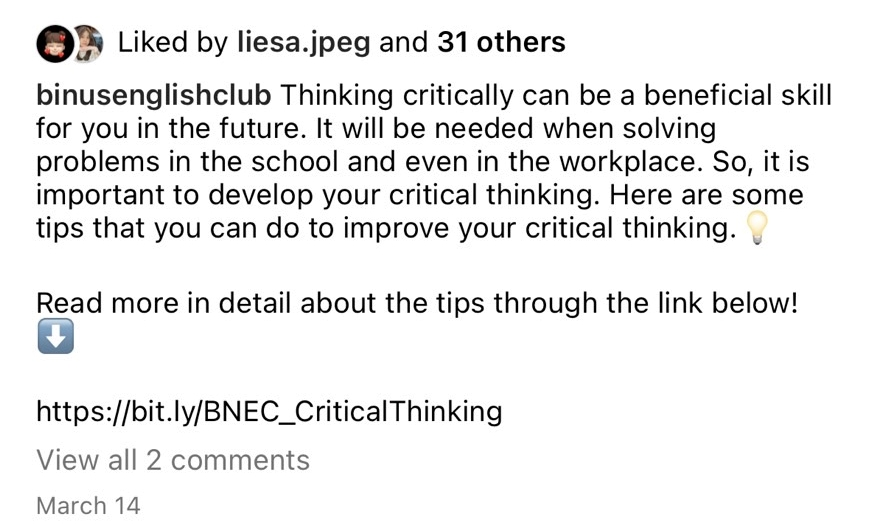 Liked by liesa.jpeg and 31 others
binusenglishclub Thinking critically can be a beneficial skill
for you in the future. It will be needed when solving
problems in the school and even in the workplace. So, it is
important to develop your critical thinking. Here are some
tips that you can do to improve your critical thinking. 💡
Read more in detail about the tips through the link below!
⬇️
https://bit.ly/BNEC_CriticalThinking
View all 2 comments
March 14